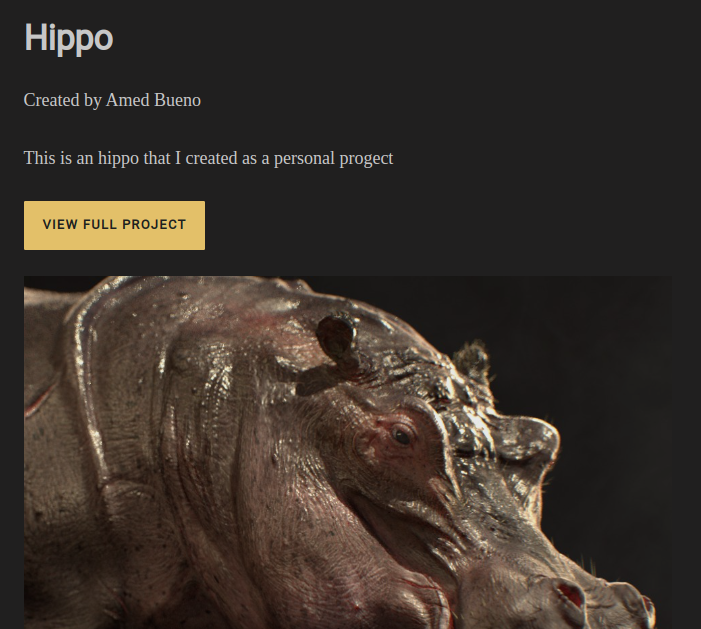 Hippo
Created by Amed Bueno
This is an hippo that I created as a personal progect
VIEW FULL PROJECT